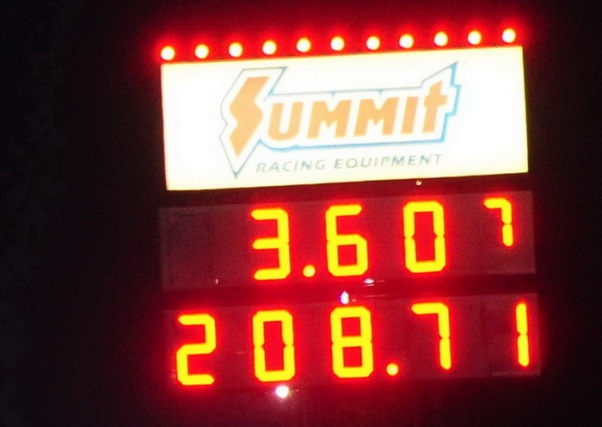 SUMMIT
RACING EQUIPMENT
3.607
208.71